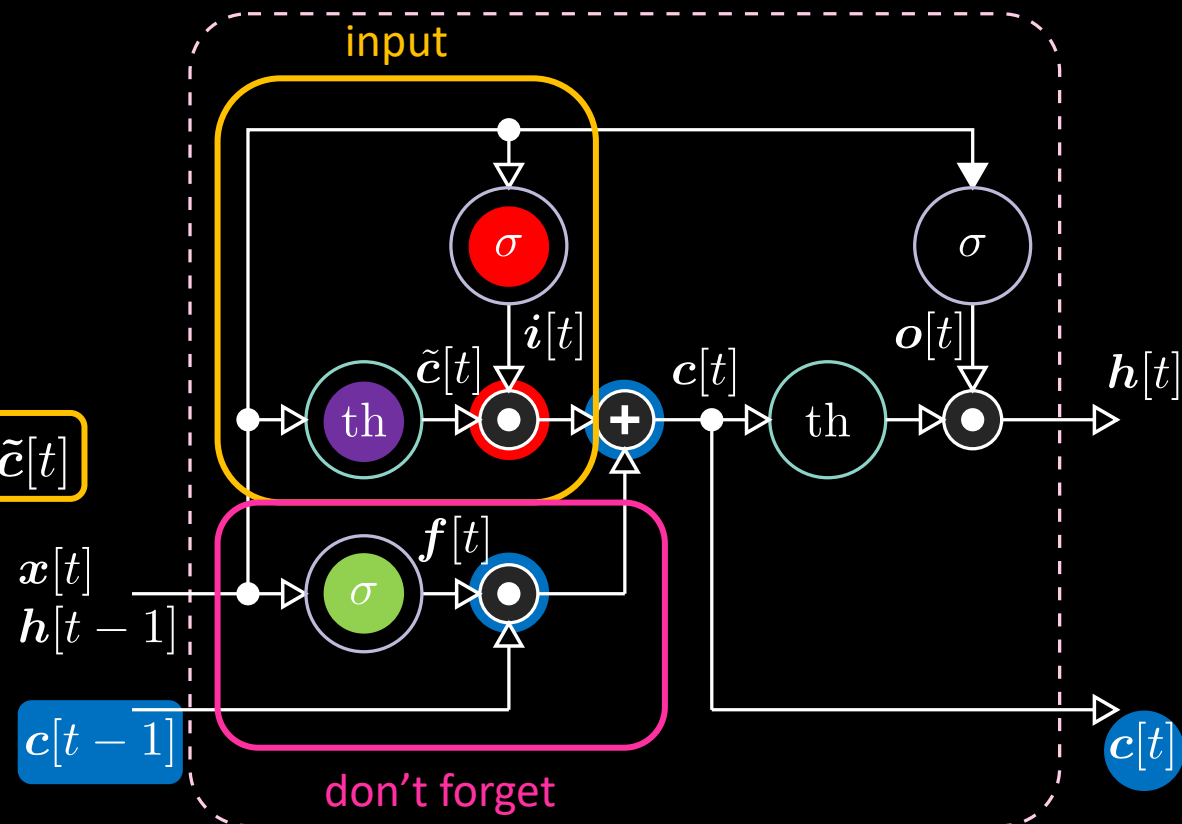 input
σ
σ
i[t]
o[t]
c̃[t]
c[t]
h[t]
th
th
c̃[t]
f[t]
x[t]
σ
h[t − 1]
c[t − 1]
c[t]
don't forget